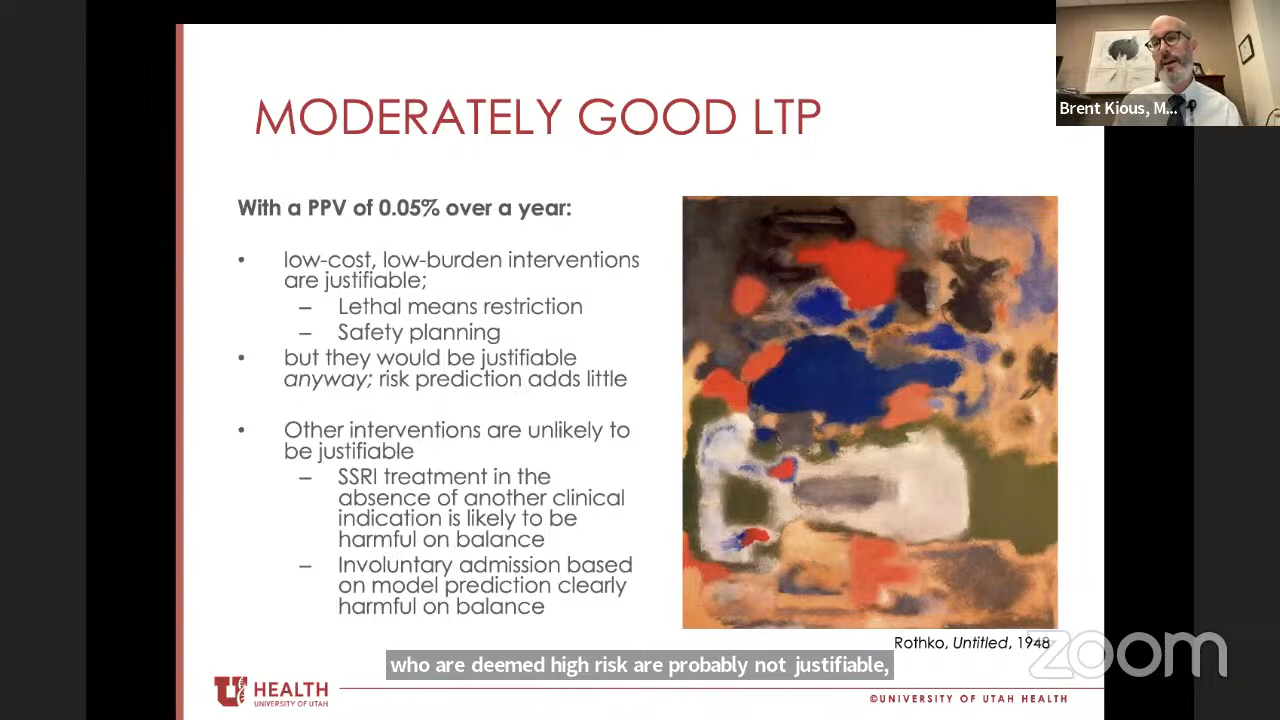 Brent Kious, M...
MODERATELY GOOD LTP
With a PPV of 0.05% over a year:
• low-cost, low-burden interventions
are justifiable;
– Lethal means restriction
– Safety planning
• but they would be justifiable
anyway; risk prediction adds little
• Other interventions are unlikely to
be justifiable
– SSRI treatment in the
absence of another clinical
indication is likely to be
harmful on balance
– Involuntary admission based
on model prediction clearly
harmful on balance
Rothko, Untitled, 1948
zoom
who are deemed high risk are probably not justifiable,
U HEALTH
UNIVERSITY OF UTAH
©UNIVERSITY OF UTAH HEALTH